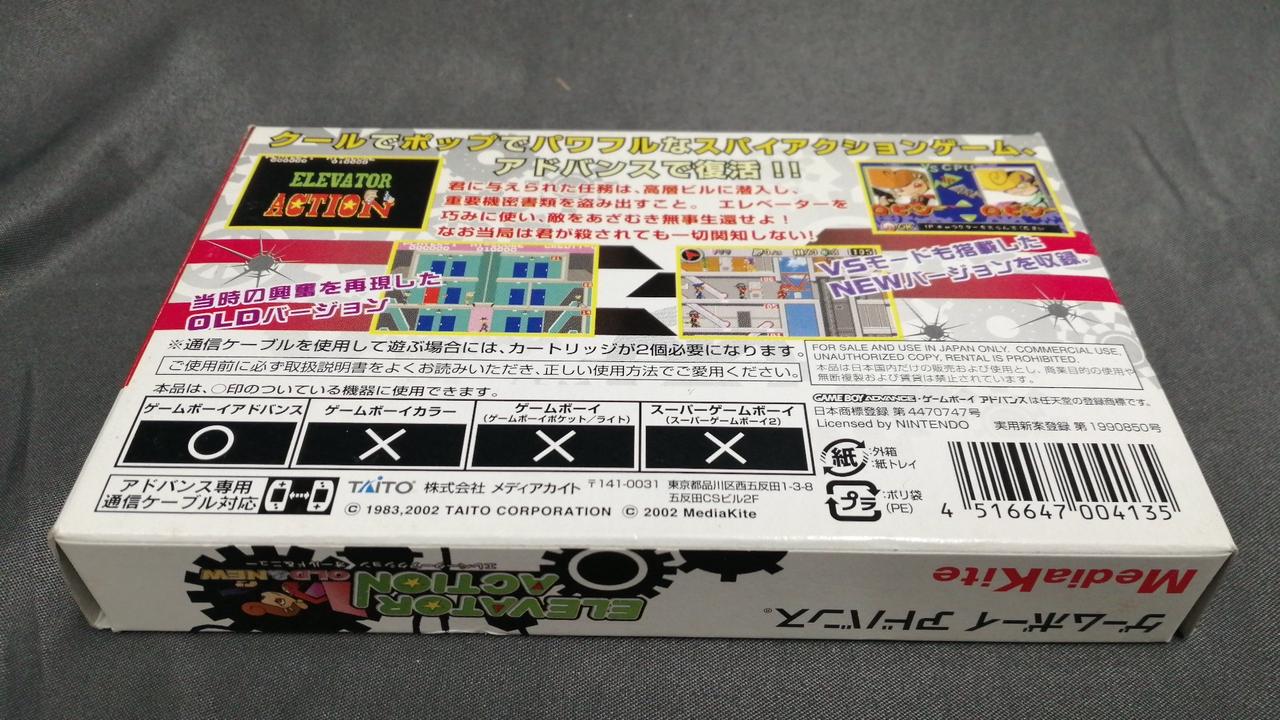 クールでポップでパワフルなスパイアクションゲーム、
アドバンスで復活!!
ELEVATOR
ACTION
君に与えられた任務は、高層ビルに潜入し、
重要機密書類を盗み出すこと。 エレベーターを
巧みに使い、敵をあざむき無事生還せよ!
なお当局は君が殺されても一切関知しない!
VSCPU
当時の興奮を再現した
OLDバージョン
VSモードも搭載した
NEWバージョンを収録。
※通信ケーブルを使用して遊ぶ場合には、カートリッジが2個必要になります。
ご使用前に必ず取扱説明書をよくお読みいただき、正しい使用方法でご愛用ください。
本品は、○印のついている機器に使用できます。
ゲームボーイアドバンス
ゲームボーイカラー
ゲームボーイ
(ゲームボーイポケット/ライト)
スーパーゲームボーイ
(スーパーゲームボーイ2)
○ × × ×
FOR SALE AND USE IN JAPAN ONLY. COMMERCIAL USE,
UNAUTHORIZED COPY, RENTAL IS PROHIBITED.
本品は日本国内だけの販売および使用とし、商業目的の使用や
無断複製および賃貸は禁止されています。
GAME BOY ADVANCE・ゲームボーイ アドバンスは任天堂の登録商標です。
日本商標登録 第4470747号
Licensed by NINTENDO 実用新案登録 第1990850号
紙 :外箱
:紙トレイ
プラ :ポリ袋
(PE)
4 516647 004135
アドバンス専用
通信ケーブル対応
TAITO 株式会社 メディアカイト 〒141-0031 東京都品川区西五反田1-3-8
五反田CSビル2F
© 1983,2002 TAITO CORPORATION © 2002 MediaKite
ゲームボーイ アドバンス®
MediaKite
ELEVATOR
ACTION
OLD&NEW
エレベーターアクション オールド&ニュー